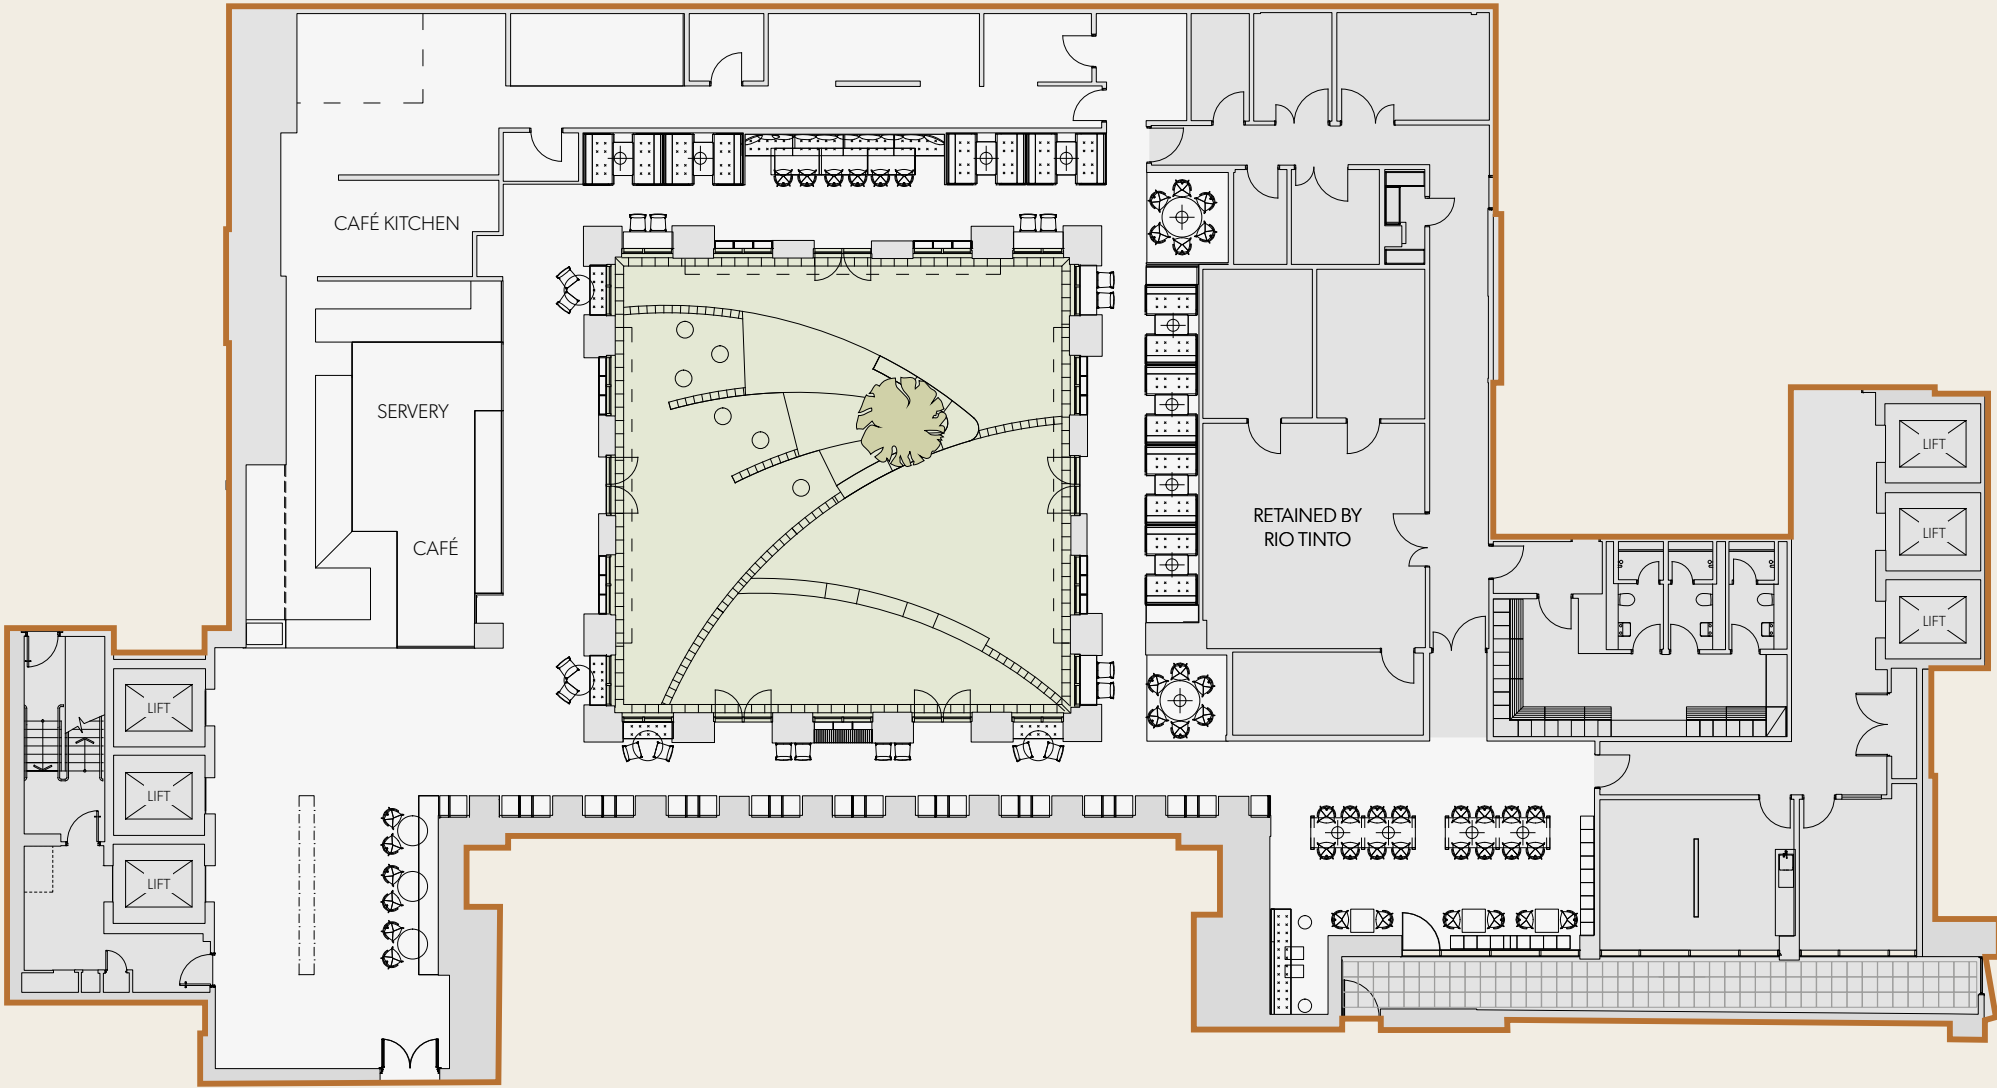 CAFÉ KITCHEN
SERVERY
CAFÉ
RETAINED BY
RIO TINTO
LIFT
LIFT
LIFT
LIFT
LIFT
LIFT